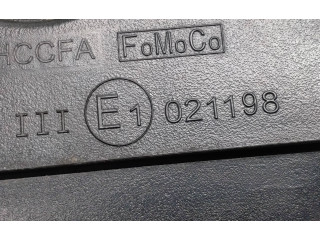 HCCFA FoMoCo
III E1 021198